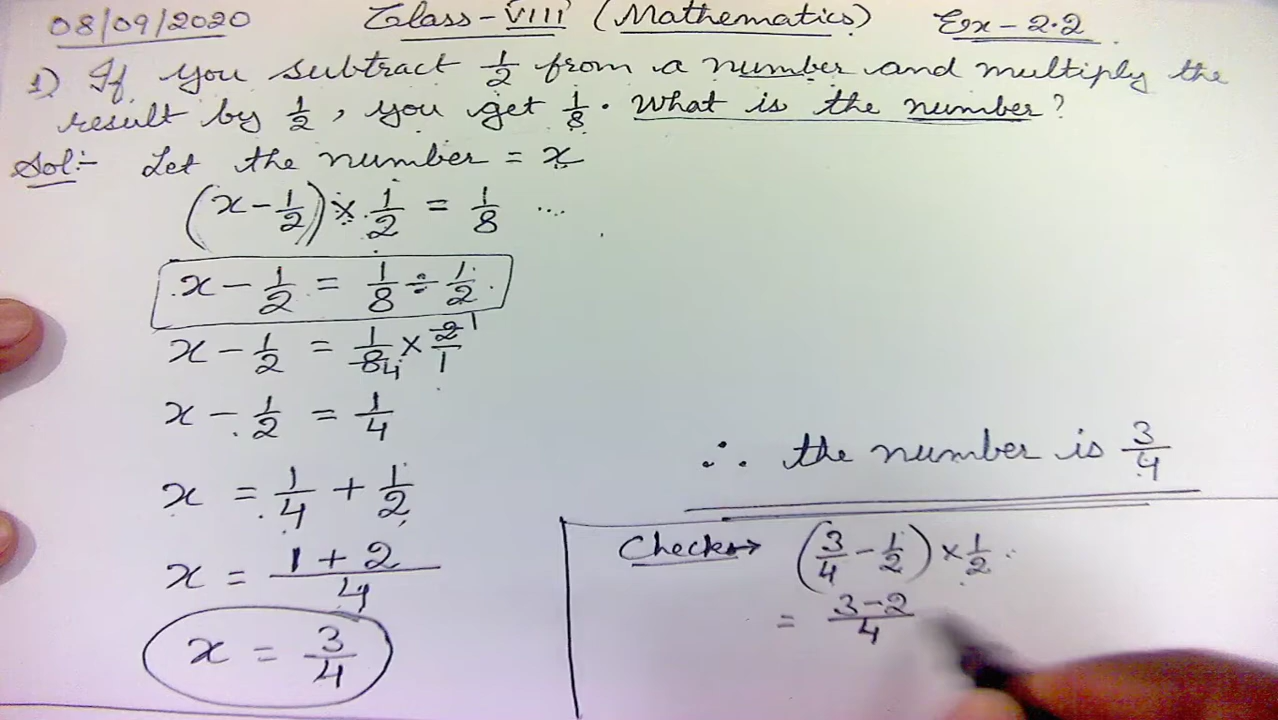 08/09/2020 Class-VIII (Mathematics) Ex-2.2
1) If you subtract 1/2 from a number and multiply the
result by 1/2, you get 1/8. What is the number?
Sol:- Let the number = x
(x - 1/2) × 1/2 = 1/8 ....
x - 1/2 = 1/8 ÷ 1/2
x - 1/2 = 1/8 4 × 2/1 1
x - 1/2 = 1/4
x = 1/4 + 1/2
x = 1+2/4
x = 3/4
∴ the number is 3/4
Check→ (3/4 - 1/2) × 1/2
= 3-2/4